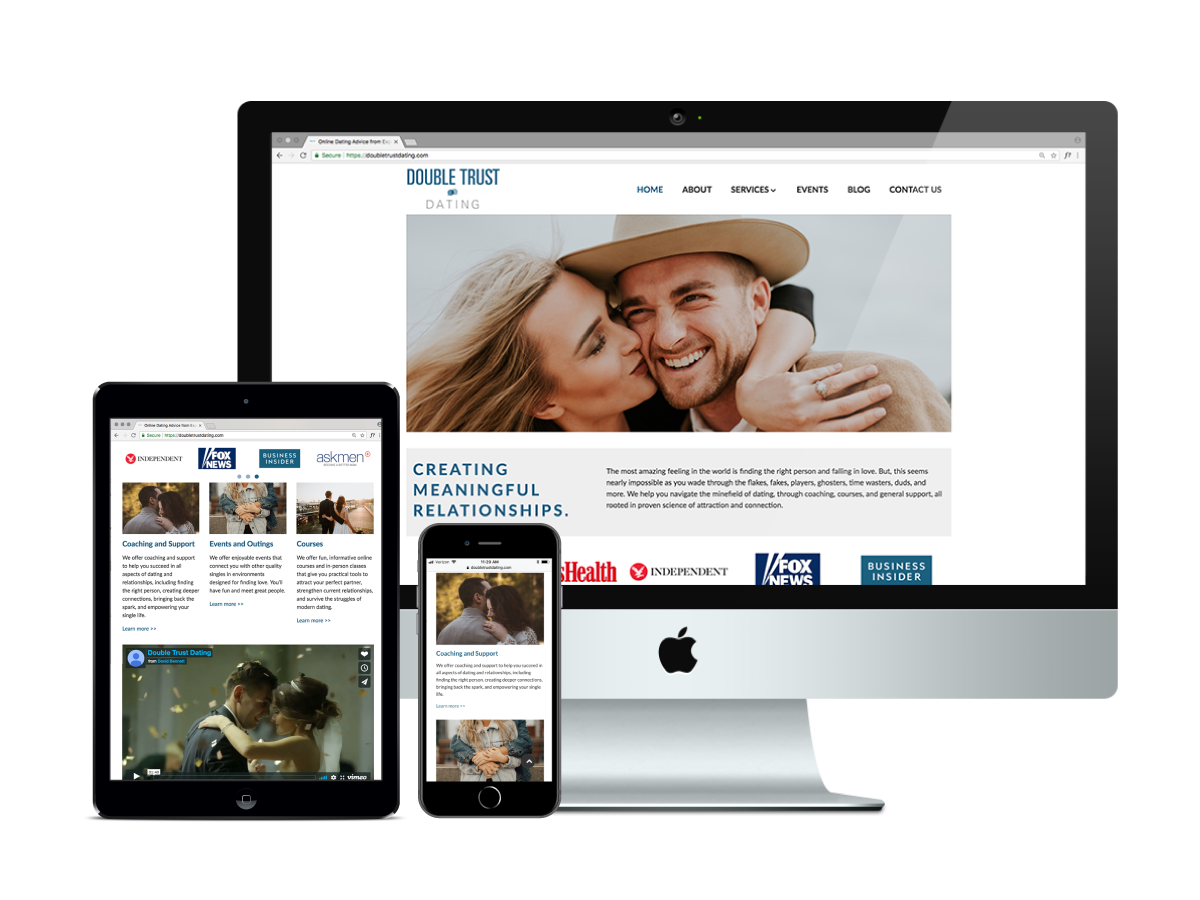 Online Dating Advice from Ex
Secure https://doubletrustdating.com
DOUBLE TRUST
DATING
HOME ABOUT SERVICES EVENTS BLOG CONTACT US
CREATING
MEANINGFUL
RELATIONSHIPS.
The most amazing feeling in the world is finding the right person and falling in love. But, this seems
nearly impossible as you wade through the flakes, fakes, players, ghosters, time wasters, duds, and
more. We help you navigate the minefield of dating, through coaching, courses, and general support, all
rooted in proven science of attraction and connection.
sHealth INDEPENDENT FOX NEWS BUSINESS INSIDER
Online Dating Advice from Ex
Secure https://doubletrustdating.com
INDEPENDENT
FOX
NEWS
BUSINESS
INSIDER
askmen
Coaching and Support
We offer coaching and support
to help you succeed in all
aspects of dating and
relationships, including finding
the right person, creating deeper
connections, bringing back the
spark, and empowering your
single life.
Learn more >>
Events and Outings
We offer enjoyable events that
connect you with other quality
singles in environments
designed for finding love. You'll
have fun and meet great people.
Learn more >>
Courses
We offer fun, informative online
courses and in-person classes
that give you practical tools to
attract your perfect partner,
strengthen current relationships,
and survive the struggles of
modern dating.
Learn more >>
Double Trust Dating
from David Bennett
vimeo
Verizon 11:20 AM
doubletrustdating.com
Coaching and Support
We offer coaching and support to help you succeed in
all aspects of dating and relationships, including
finding the right person, creating deeper connections,
bringing back the spark, and empowering your single
life.
Learn more >>